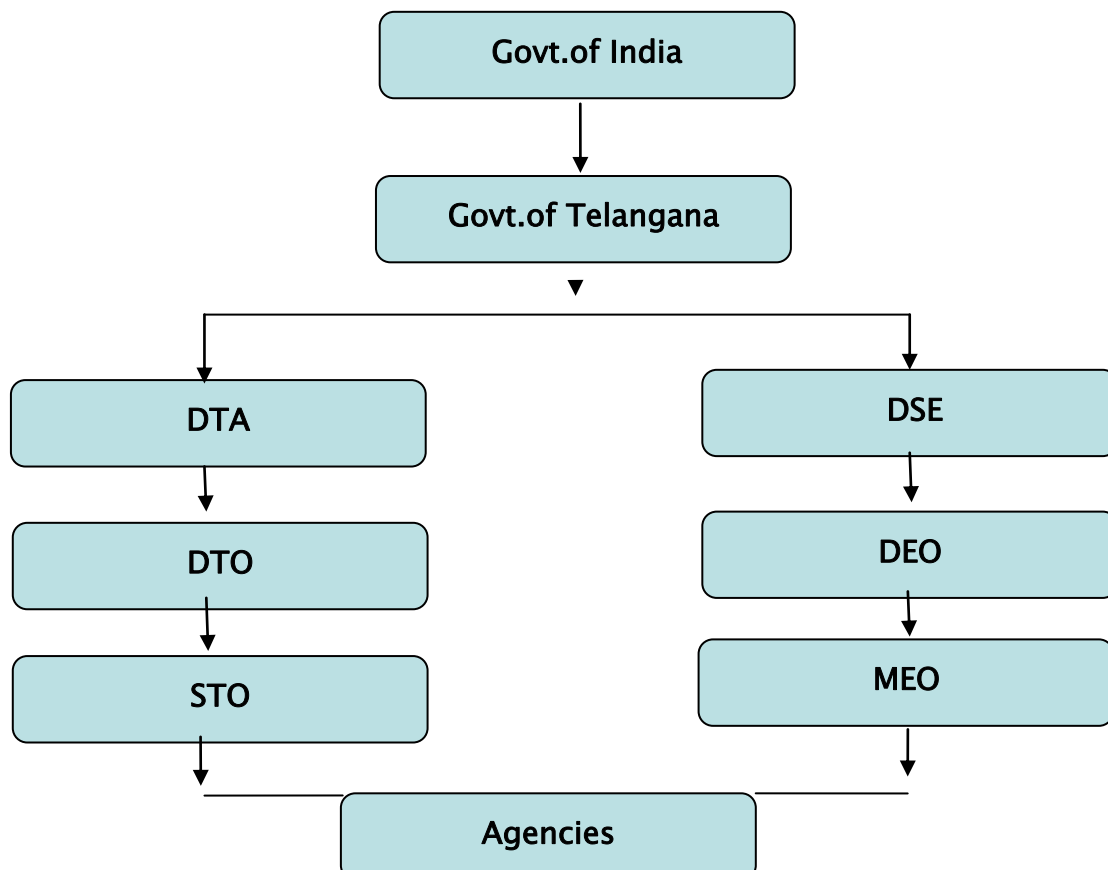 Govt.of India
Govt.of Telangana
DTA
DSE
DTO
DEO
STO
MEO
Agencies